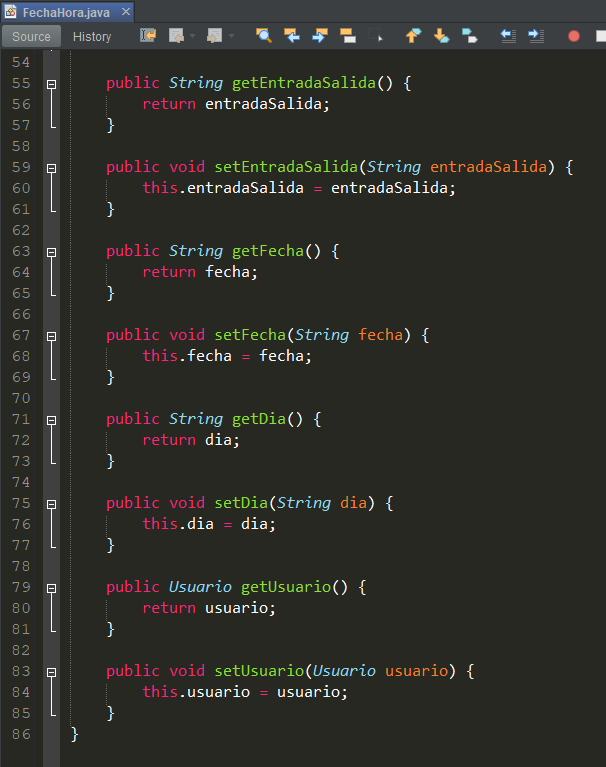 FechaHora.java
Source History
54
55 public String getEntradaSalida() {
56 return entradaSalida;
57 }
58
59 public void setEntradaSalida(String entradaSalida) {
60 this.entradaSalida = entradaSalida;
61 }
62
63 public String getFecha() {
64 return fecha;
65 }
66
67 public void setFecha(String fecha) {
68 this.fecha = fecha;
69 }
70
71 public String getDia() {
72 return dia;
73 }
74
75 public void setDia(String dia) {
76 this.dia = dia;
77 }
78
79 public Usuario getUsuario() {
80 return usuario;
81 }
82
83 public void setUsuario(Usuario usuario) {
84 this.usuario = usuario;
85 }
86 }